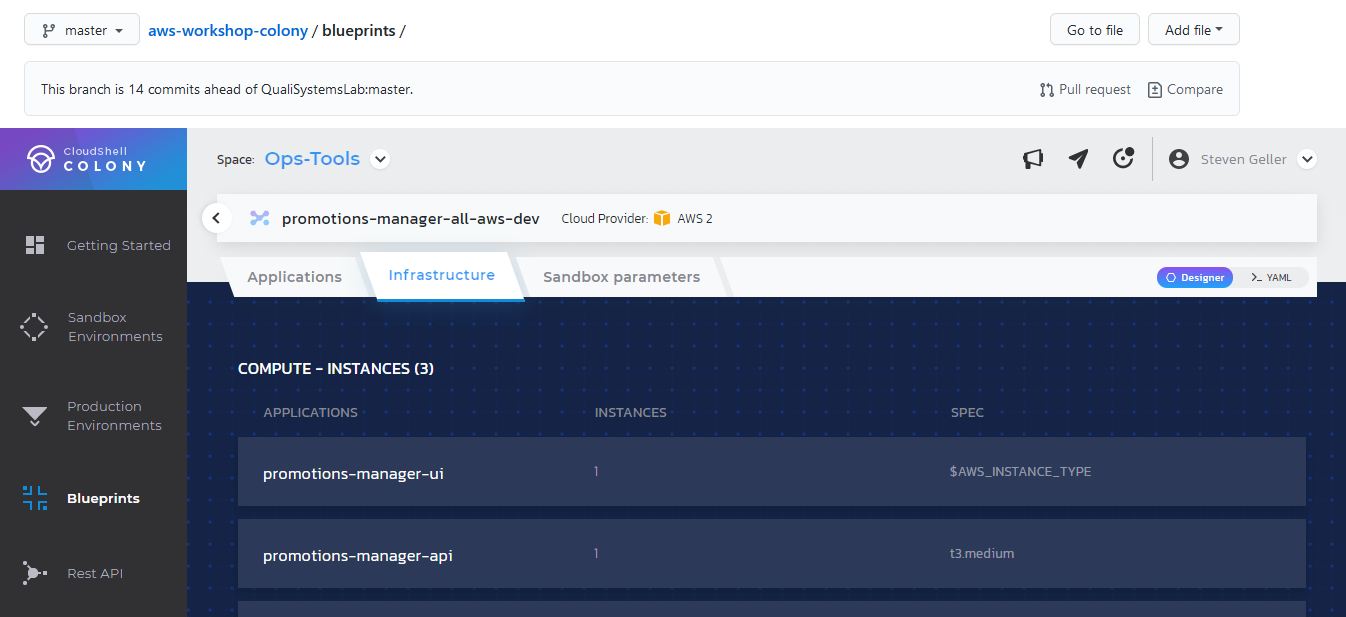 master aws-workshop-colony / blueprints / Go to file Add file
This branch is 14 commits ahead of QualiSystemsLab:master. Pull request Compare
CloudShell
COLONY
Space: Ops-Tools Steven Geller
promotions-manager-all-aws-dev Cloud Provider: AWS 2
Applications Infrastructure Sandbox parameters Designer >_ YAML
Getting Started
Sandbox
Environments
Production
Environments
Blueprints
Rest API
COMPUTE - INSTANCES (3)
APPLICATIONS INSTANCES SPEC
promotions-manager-ui 1 $AWS_INSTANCE_TYPE
promotions-manager-api 1 t3.medium